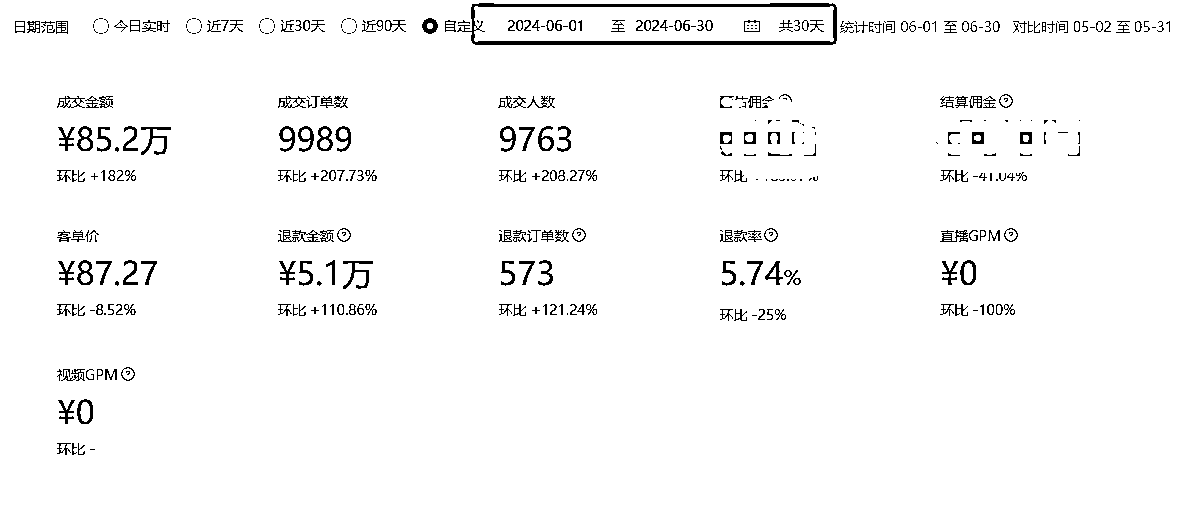 日期范围 今日实时 近7天 近30天 近90天 自定义 2024-06-01 至 2024-06-30 共30天 统计时间 06-01 至 06-30 对比时间 05-02 至 05-31
成交金额 成交订单数 成交人数 佣金 结算佣金
¥85.2万 9989 9763
环比 +182% 环比 +207.73% 环比 +208.27% 环比 环比 -41.04%
客单价 退款金额 退款订单数 退款率 直播GPM
¥87.27 ¥5.1万 573 5.74% ¥0
环比 -8.52% 环比 +110.86% 环比 +121.24% 环比 -25% 环比 -100%
视频GPM
¥0
环比 -